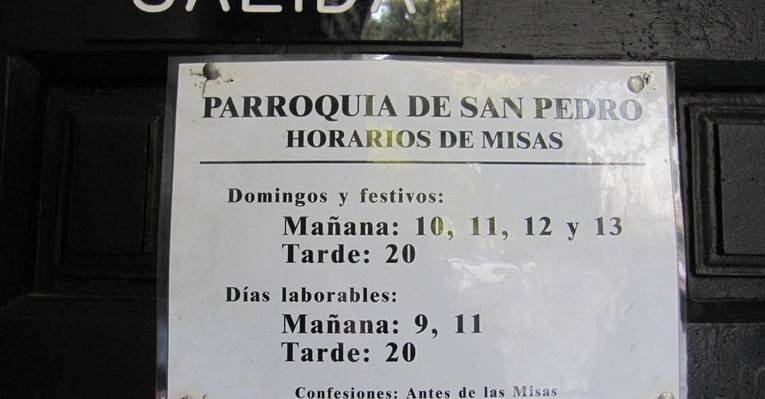 SALIDA
PARROQUIA DE SAN PEDRO
HORARIOS DE MISAS
Domingos y festivos:
Mañana: 10, 11, 12 y 13
Tarde: 20
Días laborables:
Mañana: 9, 11
Tarde: 20
Confesiones: Antes de las Misas